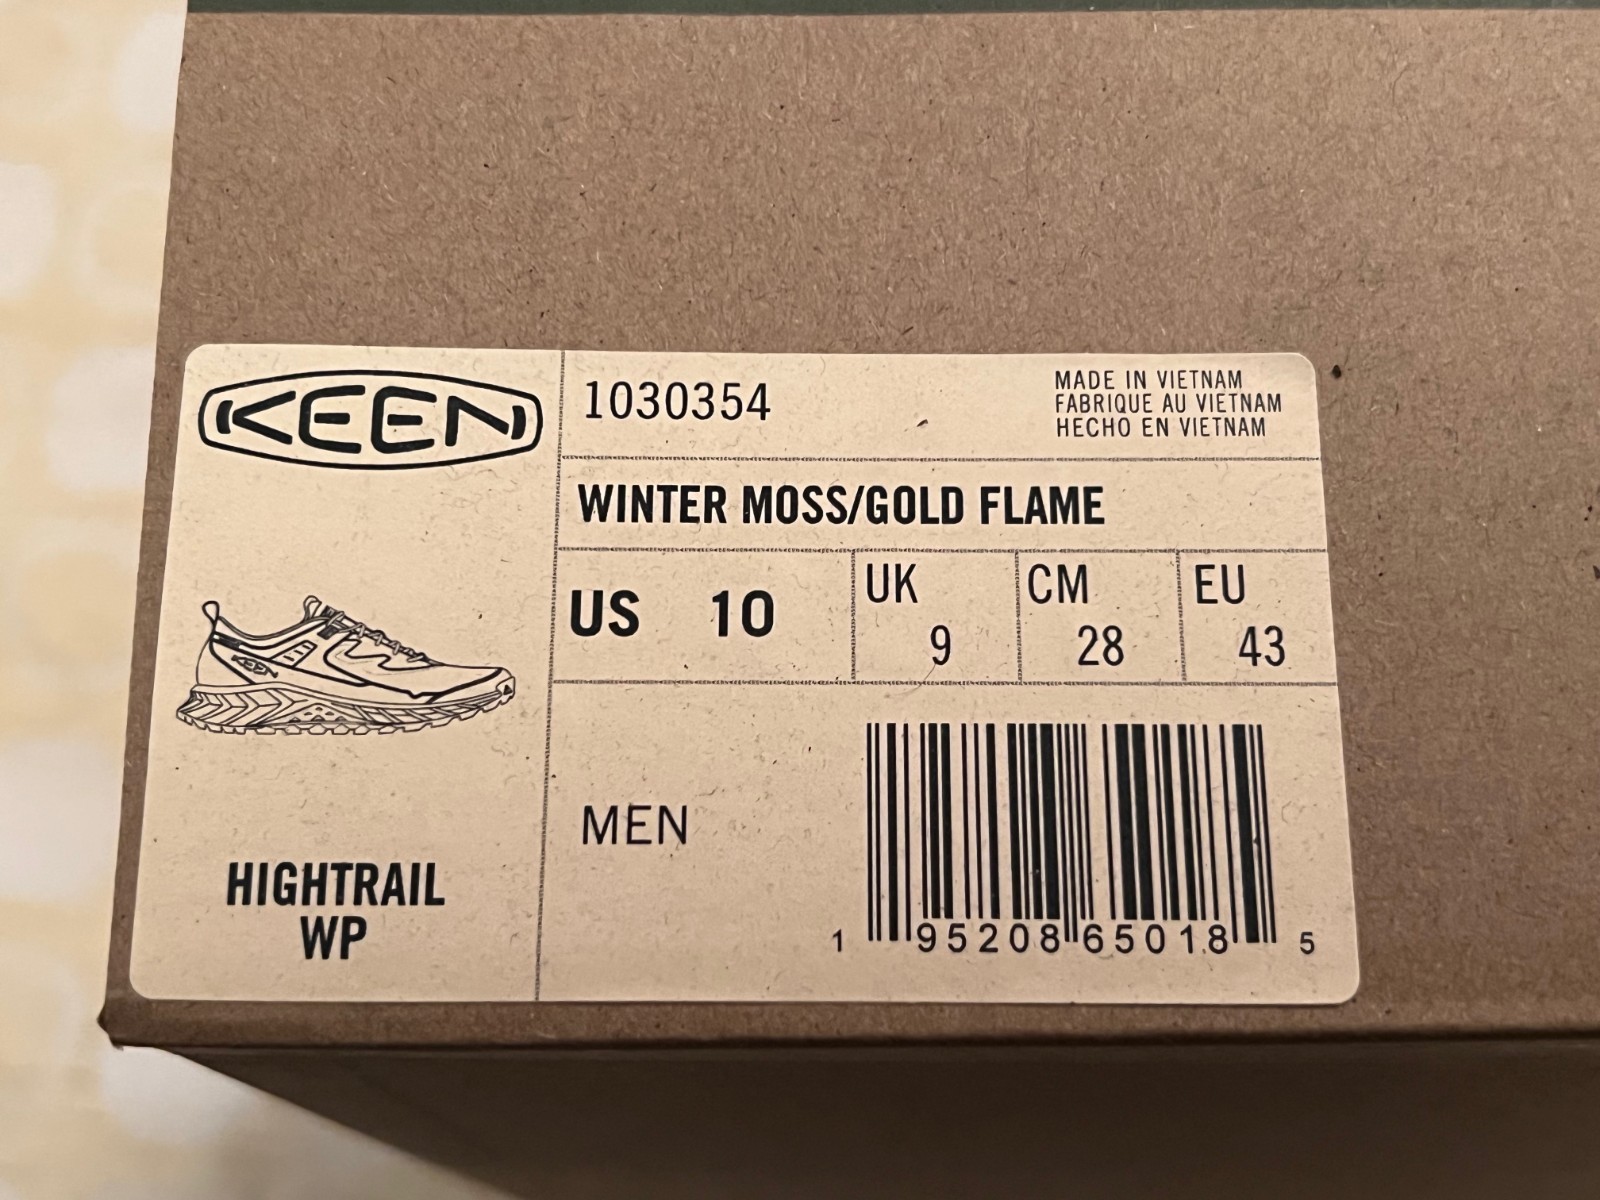 KEEN
1030354
MADE IN VIETNAM
FABRIQUE AU VIETNAM
HECHO EN VIETNAM
WINTER MOSS/GOLD FLAME
US 10
UK 9
CM 28
EU 43
KEEN
MEN
HIGHTRAIL
WP
1 95208 65018 5